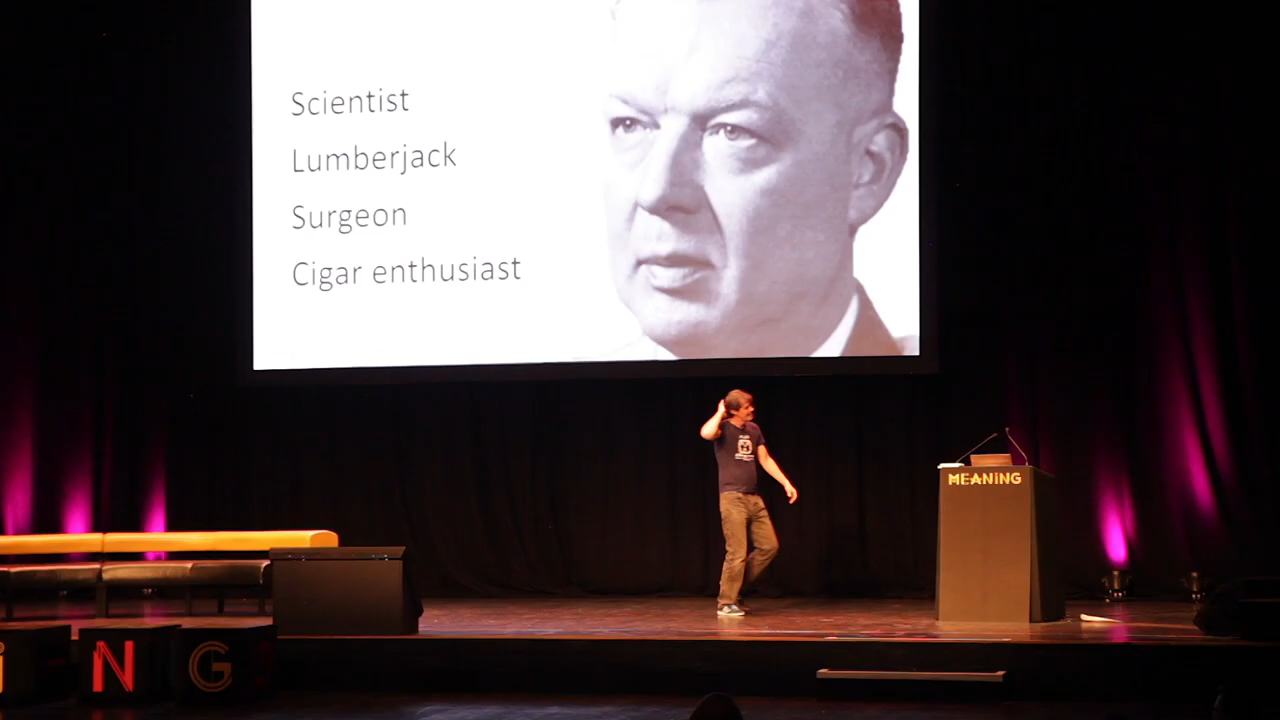 Scientist
Lumberjack
Surgeon
Cigar enthusiast
MEANiNG
i N G